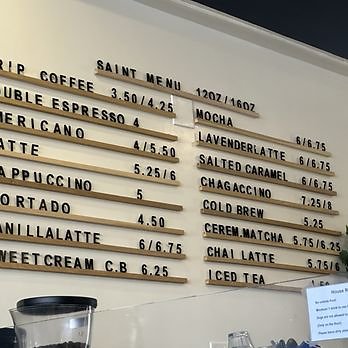 SAINT MENU 12OZ/16OZ
RIP COFFEE 3.50/4.25
OUBLE ESPRESSO 4
MERICANO 4/5.50
ATTE 5.25/6
APPUCCINO 5
ORTADO 4.50
ANILLALATTE 6/6.75
WEETCREAM C.B 6.25
MOCHA 6/6.75
LAVENDERLATTE 6/6.75
SALTED CARAMEL 6/6.75
CHAGACCINO 7.25/8
COLD BREW 5.25
CEREM.MATCHA 5.75/6.25
CHAI LATTE 5.75/6
ICED TEA
House